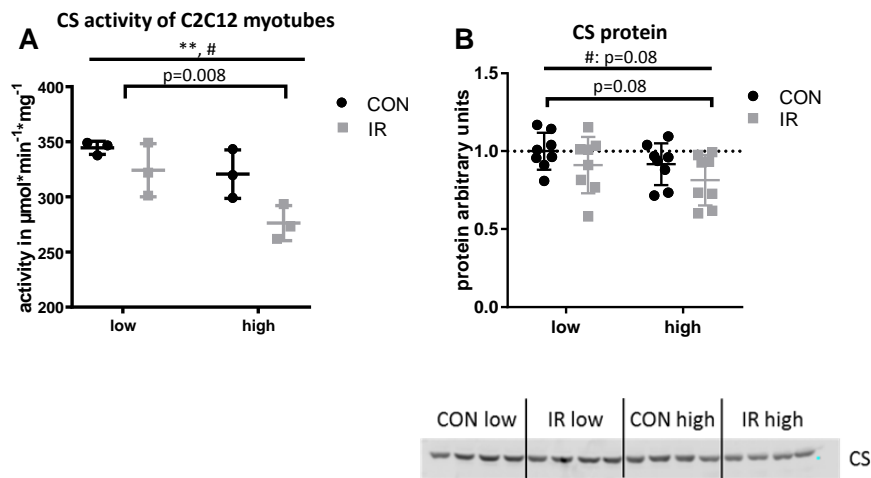 CS activity of C2C12 myotubes
A
**, #
p=0.008
400
350
300
250
200
activity in µmol*min⁻¹*mg⁻¹
low
high
CON
IR
CS protein
B
#: p=0.08
p=0.08
1.5
1.0
0.5
0.0
protein arbitrary units
low
high
CON
IR
CON low IR low CON high IR high
CS